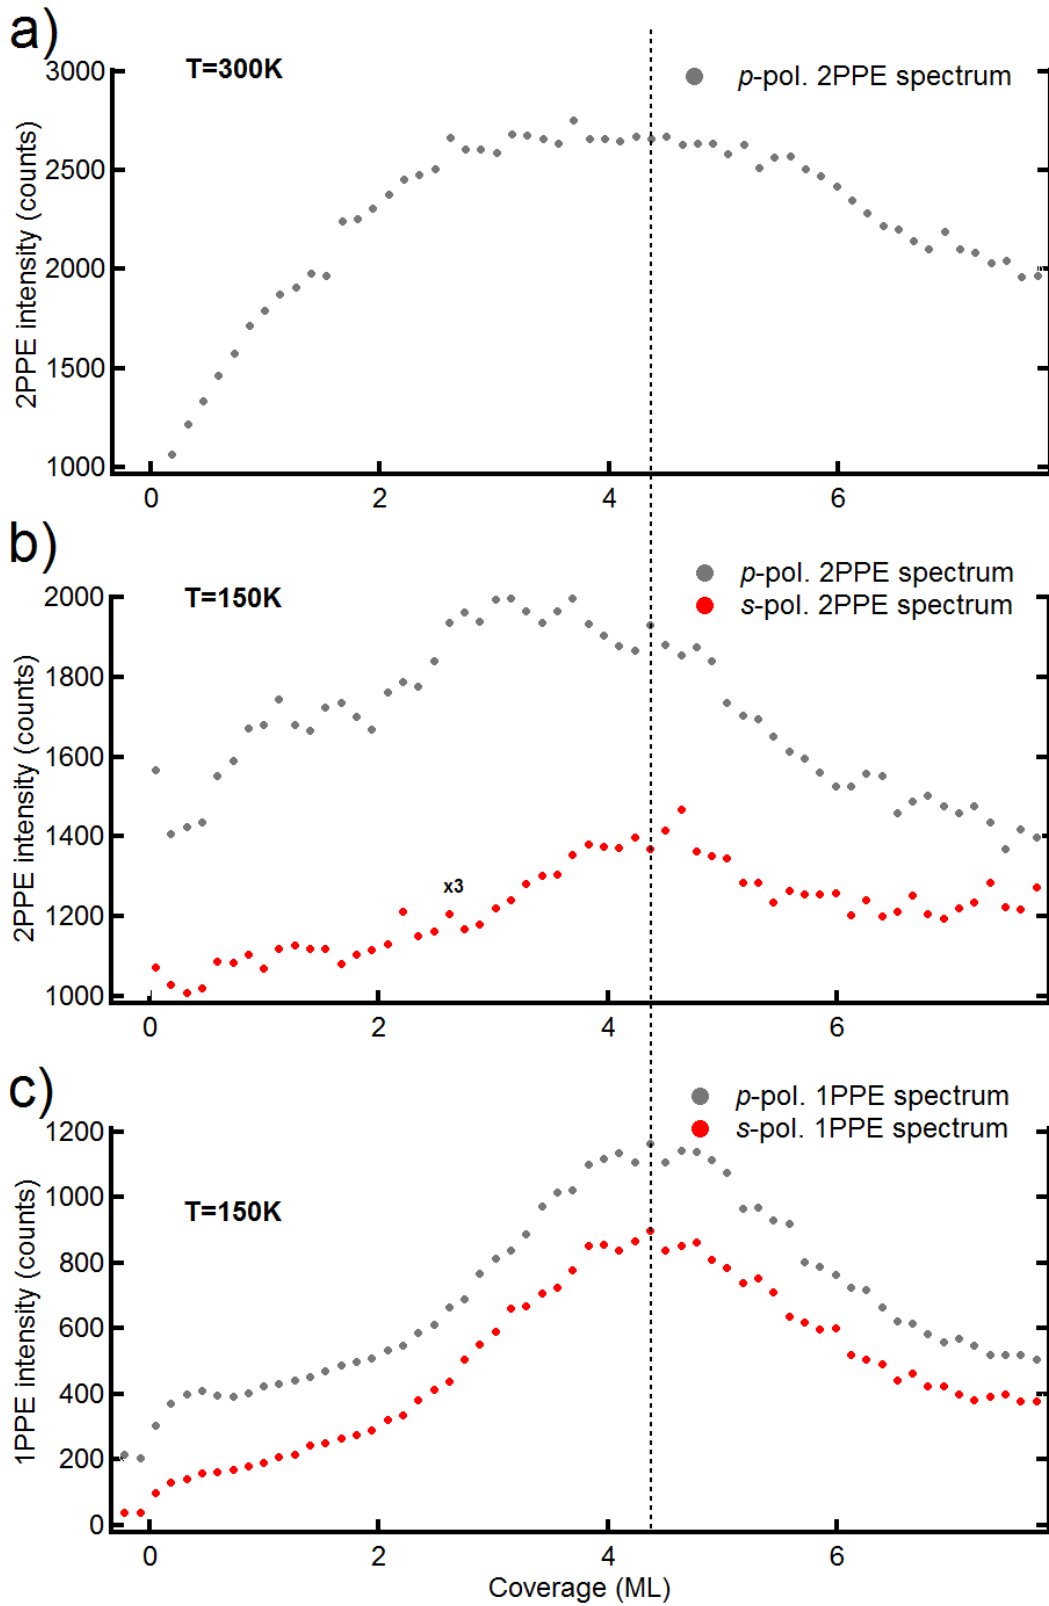 a)
T=300K
p-pol. 2PPE spectrum
3000
2500
2000
1500
1000
2PPE intensity (counts)
0 2 4 6
b)
T=150K
p-pol. 2PPE spectrum
s-pol. 2PPE spectrum
2000
1800
1600
1400
1200
1000
2PPE intensity (counts)
x3
0 2 4 6
c)
T=150K
p-pol. 1PPE spectrum
s-pol. 1PPE spectrum
1200
1000
800
600
400
200
0
1PPE intensity (counts)
0 2 4 6
Coverage (ML)